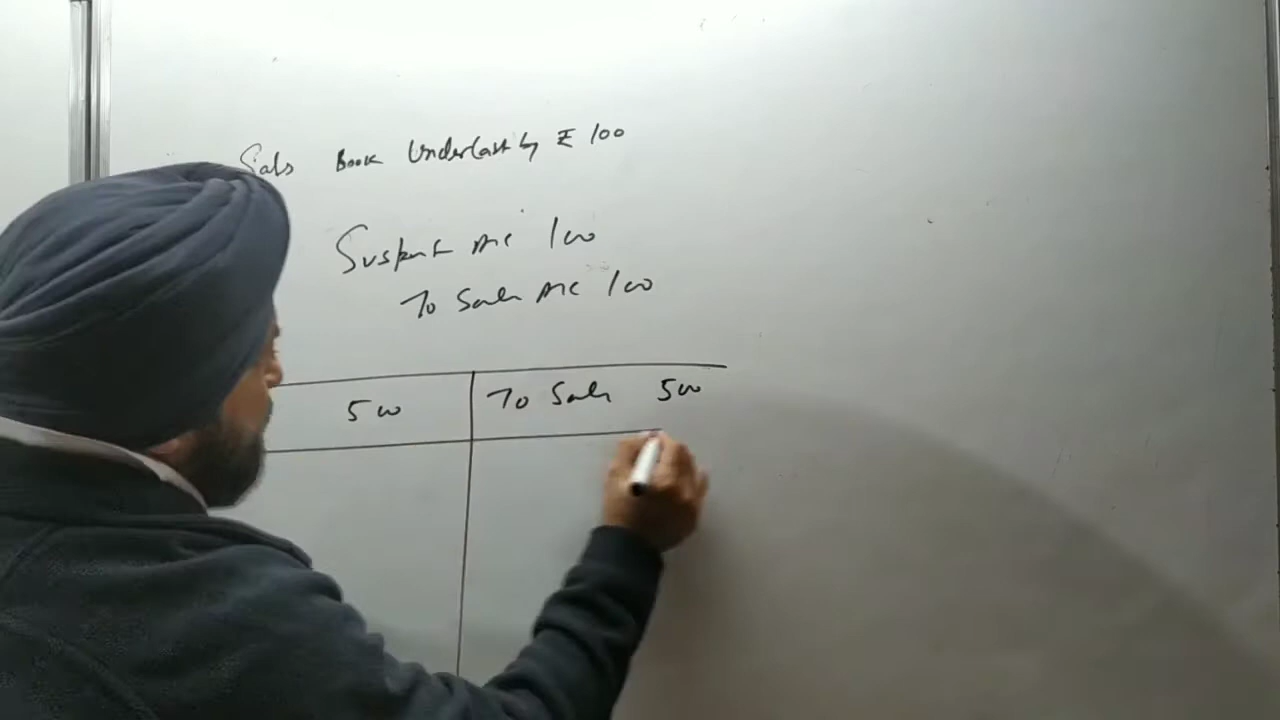 Sales Book Undercast by ₹ 100
Suspense A/c 100
To Sales A/c 100
500 To Sales 500